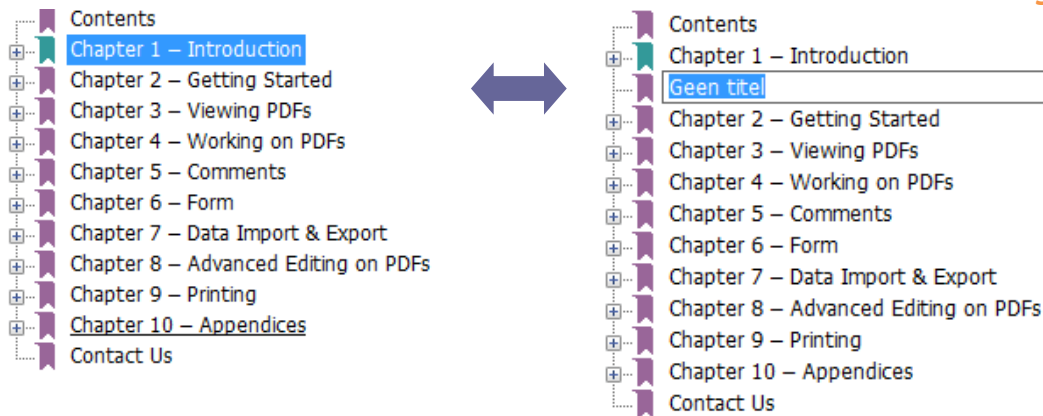 Contents
Chapter 1 – Introduction
Chapter 2 – Getting Started
Chapter 3 – Viewing PDFs
Chapter 4 – Working on PDFs
Chapter 5 – Comments
Chapter 6 – Form
Chapter 7 – Data Import & Export
Chapter 8 – Advanced Editing on PDFs
Chapter 9 – Printing
Chapter 10 – Appendices
Contact Us
Contents
Chapter 1 – Introduction
Geen titel
Chapter 2 – Getting Started
Chapter 3 – Viewing PDFs
Chapter 4 – Working on PDFs
Chapter 5 – Comments
Chapter 6 – Form
Chapter 7 – Data Import & Export
Chapter 8 – Advanced Editing on PDFs
Chapter 9 – Printing
Chapter 10 – Appendices
Contact Us